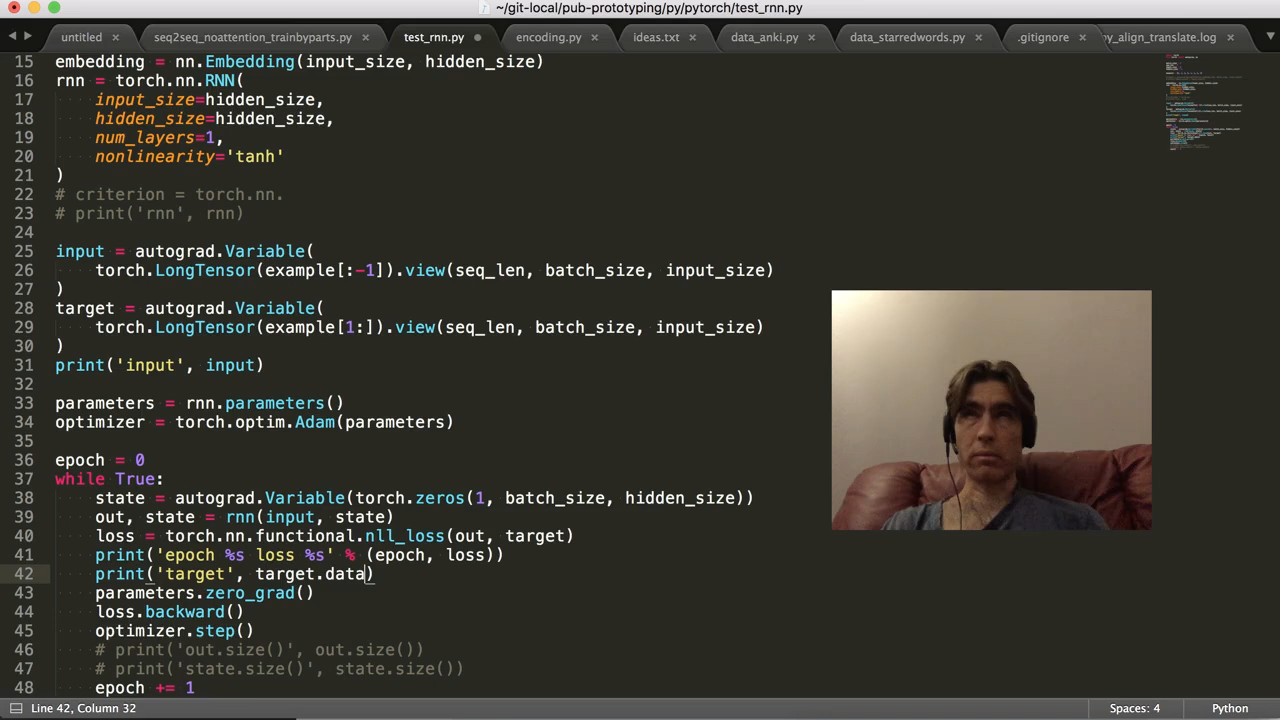 ~/git-local/pub-prototyping/py/pytorch/test_rnn.py
untitled × seq2seq_noattention_trainbyparts.py × test_rnn.py encoding.py × ideas.txt × data_anki.py × data_starredwords.py × .gitignore × ny_align_translate.log ×
15 embedding = nn.Embedding(input_size, hidden_size)
16 rnn = torch.nn.RNN(
17 input_size=hidden_size,
18 hidden_size=hidden_size,
19 num_layers=1,
20 nonlinearity='tanh'
21 )
22 # criterion = torch.nn.
23 # print('rnn', rnn)
24
25 input = autograd.Variable(
26 torch.LongTensor(example[:-1]).view(seq_len, batch_size, input_size)
27 )
28 target = autograd.Variable(
29 torch.LongTensor(example[1:]).view(seq_len, batch_size, input_size)
30 )
31 print('input', input)
32
33 parameters = rnn.parameters()
34 optimizer = torch.optim.Adam(parameters)
35
36 epoch = 0
37 while True:
38 state = autograd.Variable(torch.zeros(1, batch_size, hidden_size))
39 out, state = rnn(input, state)
40 loss = torch.nn.functional.nll_loss(out, target)
41 print('epoch %s loss %s' % (epoch, loss))
42 print('target', target.data)
43 parameters.zero_grad()
44 loss.backward()
45 optimizer.step()
46 # print('out.size()', out.size())
47 # print('state.size()', state.size())
48 epoch += 1
Line 42, Column 32 Spaces: 4 Python